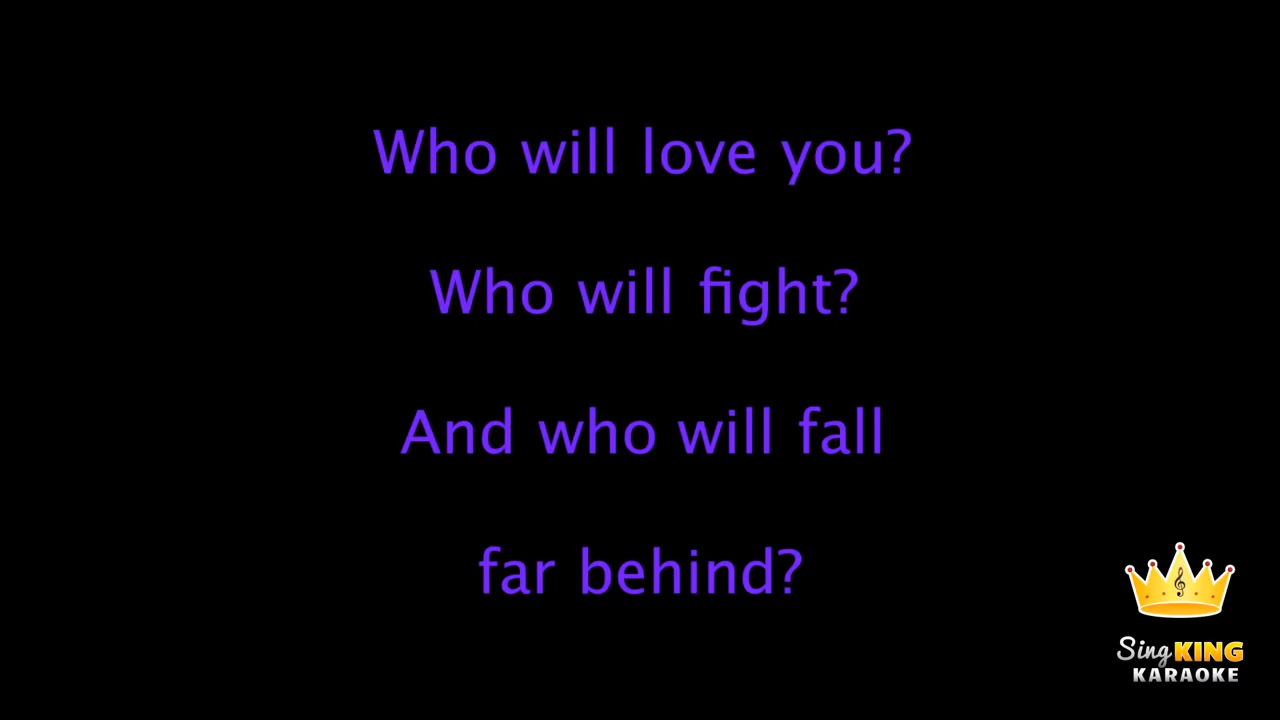 Who will love you?
Who will fight?
And who will fall
far behind?
Sing KING
KARAOKE